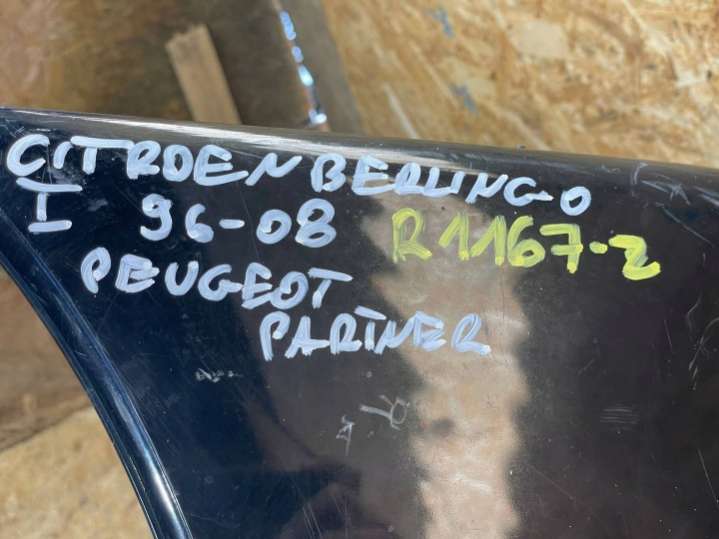 CITROEN BERLINGO
I 96-08 R1167-2
PEUGEOT
PARTNER